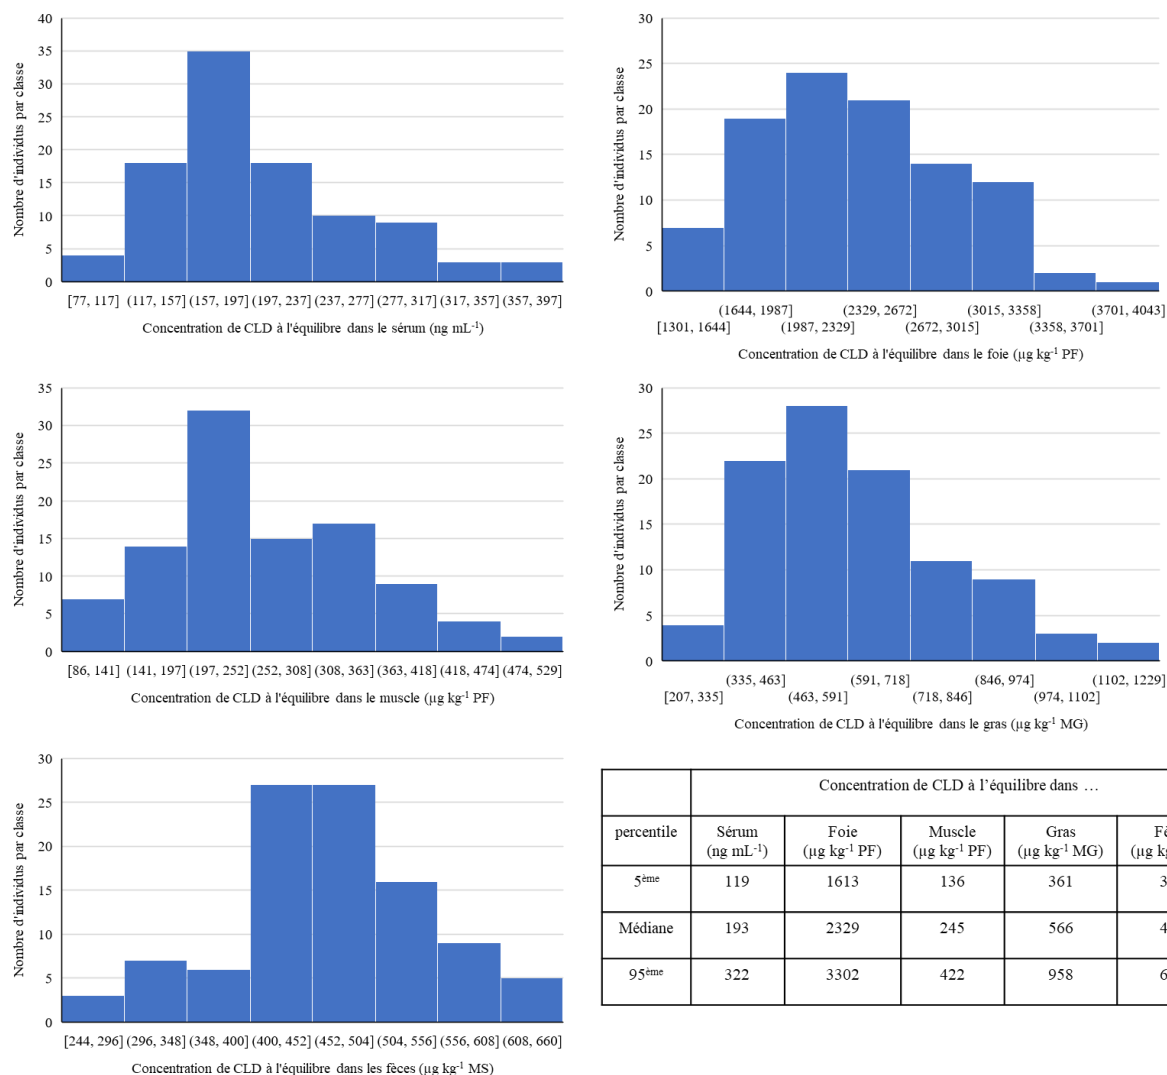 40
35
30
25
20
15
10
5
0
Nombre d'individus par classe
[77, 117] (117, 157] (157, 197] (197, 237] (237, 277] (277, 317] (317, 357] (357, 397]
Concentration de CLD à l'équilibre dans le sérum (ng mL⁻¹)
30
25
20
15
10
5
0
Nombre d'individus par classe
(1644, 1987] (2329, 2672] (3015, 3358] (3701, 4043]
[1301, 1644] (1987, 2329] (2672, 3015] (3358, 3701]
Concentration de CLD à l'équilibre dans le foie (µg kg⁻¹ PF)
35
30
25
20
15
10
5
0
Nombre d'individus par classe
[86, 141] (141, 197] (197, 252] (252, 308] (308, 363] (363, 418] (418, 474] (474, 529]
Concentration de CLD à l'équilibre dans le muscle (µg kg⁻¹ PF)
30
25
20
15
10
5
0
Nombre d'individus par classe
(335, 463] (591, 718] (846, 974] (1102, 1229]
[207, 335] (463, 591] (718, 846] (974, 1102]
Concentration de CLD à l'équilibre dans le gras (µg kg⁻¹ MG)
30
25
20
15
10
5
0
Nombre d'individus par classe
[244, 296] (296, 348] (348, 400] (400, 452] (452, 504] (504, 556] (556, 608] (608, 660]
Concentration de CLD à l'équilibre dans les fèces (µg kg⁻¹ MS)
Concentration de CLD à l'équilibre dans …
percentile Sérum Foie Muscle Gras
(ng mL⁻¹) (µg kg⁻¹ PF) (µg kg⁻¹ PF) (µg kg⁻¹ MG)
5ème 119 1613 136 361
Médiane 193 2329 245 566
95ème 322 3302 422 958